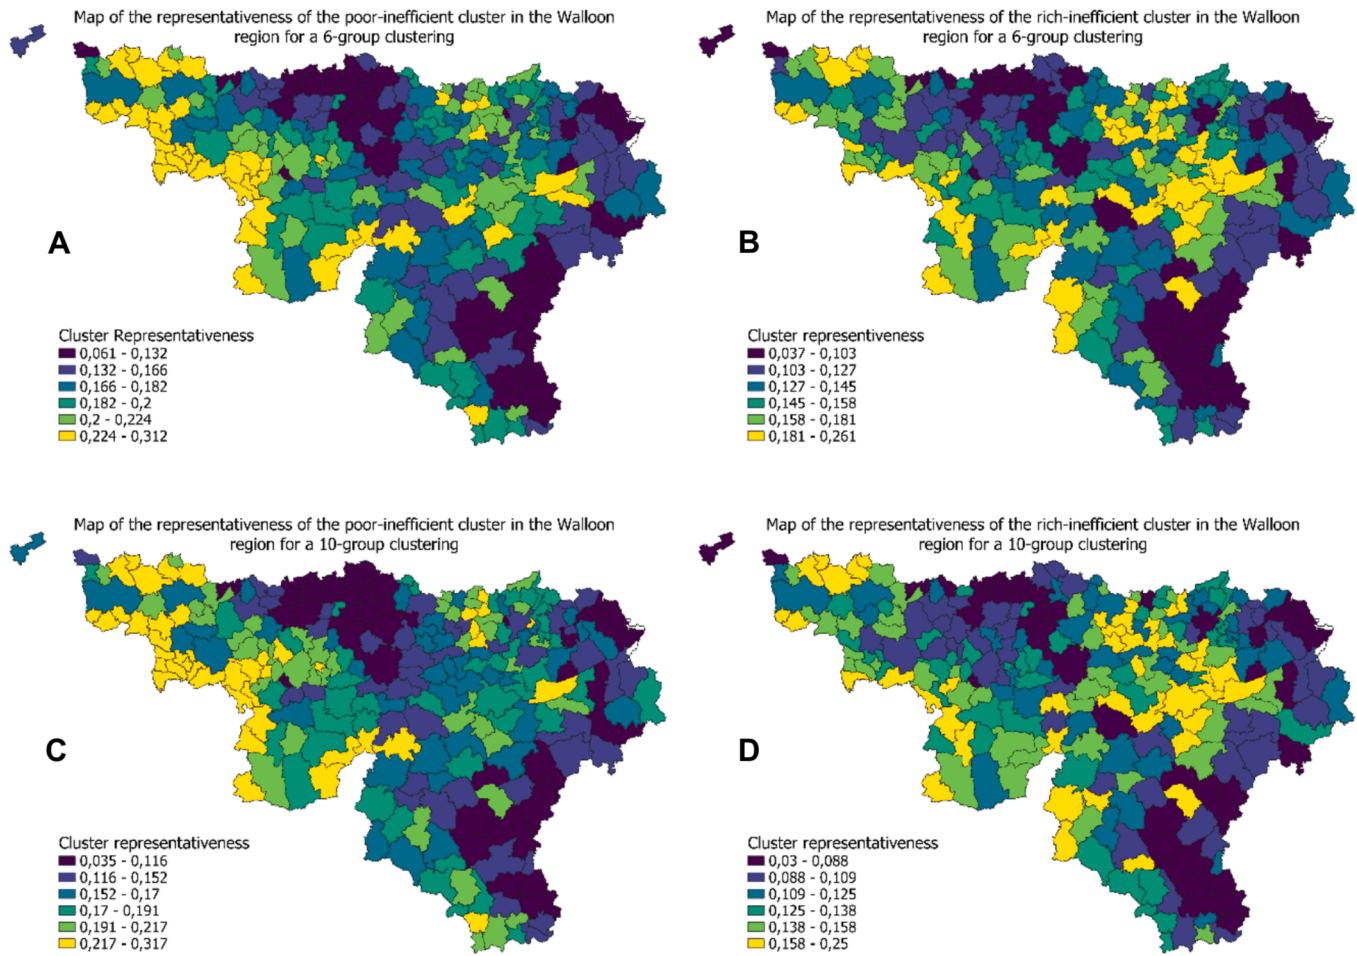 Map of the representativeness of the poor-inefficient cluster in the Walloon
region for a 6-group clustering
A
Cluster Representativeness
0,061 - 0,132
0,132 - 0,166
0,166 - 0,182
0,182 - 0,2
0,2 - 0,224
0,224 - 0,312
Map of the representativeness of the rich-inefficient cluster in the Walloon
region for a 6-group clustering
B
Cluster representiveness
0,037 - 0,103
0,103 - 0,127
0,127 - 0,145
0,145 - 0,158
0,158 - 0,181
0,181 - 0,261
Map of the representativeness of the poor-inefficient cluster in the Walloon
region for a 10-group clustering
C
Cluster representativeness
0,035 - 0,116
0,116 - 0,152
0,152 - 0,17
0,17 - 0,191
0,191 - 0,217
0,217 - 0,317
Map of the representativeness of the rich-inefficient cluster in the Walloon
region for a 10-group clustering
D
Cluster representativeness
0,03 - 0,088
0,088 - 0,109
0,109 - 0,125
0,125 - 0,138
0,138 - 0,158
0,158 - 0,25